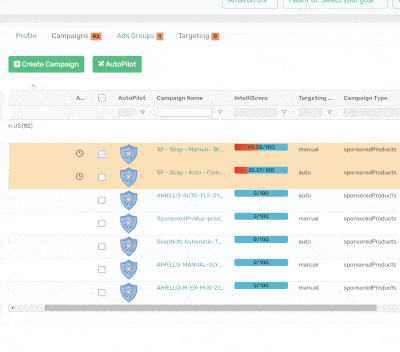 Amazon US
I want to: Select your goal
Profile Campaigns 82 Ads Groups 1 Targeting 0
Create Campaign AutoPilot
A... AutoPilot Campaign Name IntelliScore Targeting ... Campaign Type
n US(82)
SP - Soap - Manual - Br... 45.38/100 manual sponsoredProducts
SP - Soap - Auto - Cam... 25.57/100 auto sponsoredProducts
AIHELLO-AUTO-FLE-21... 0/100 auto sponsoredProducts
SponsoredProduc-prod... 0/100 manual sponsoredProducts
SoapNuts Automatic-T... 0/100 auto sponsoredProducts
AIHELLO-MANUAL-SLY... 0/100 manual sponsoredProducts
AIHELLO-M-EX-HUS-21... 0/100 manual sponsoredProducts